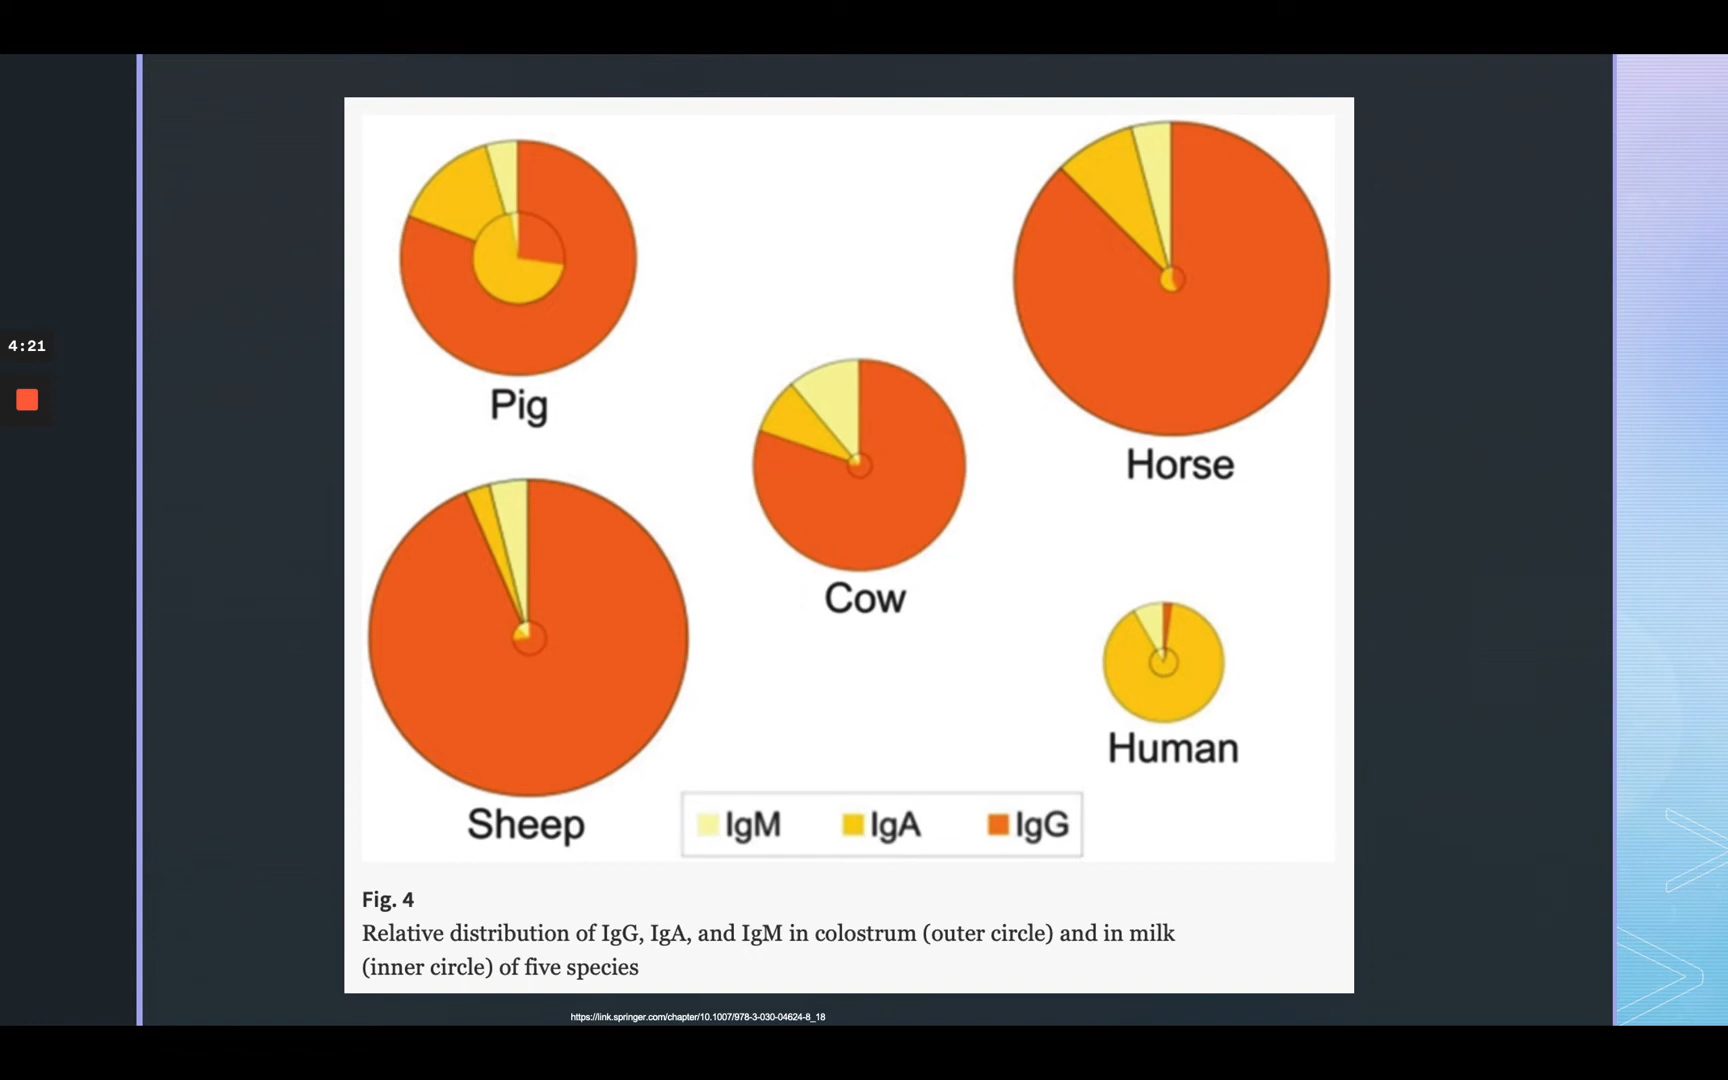 4:21
Pig
Horse
Cow
Sheep
Human
IgM IgA IgG
Fig. 4
Relative distribution of IgG, IgA, and IgM in colostrum (outer circle) and in milk
(inner circle) of five species
https://link.springer.com/chapter/10.1007/978-3-030-04624-8_18